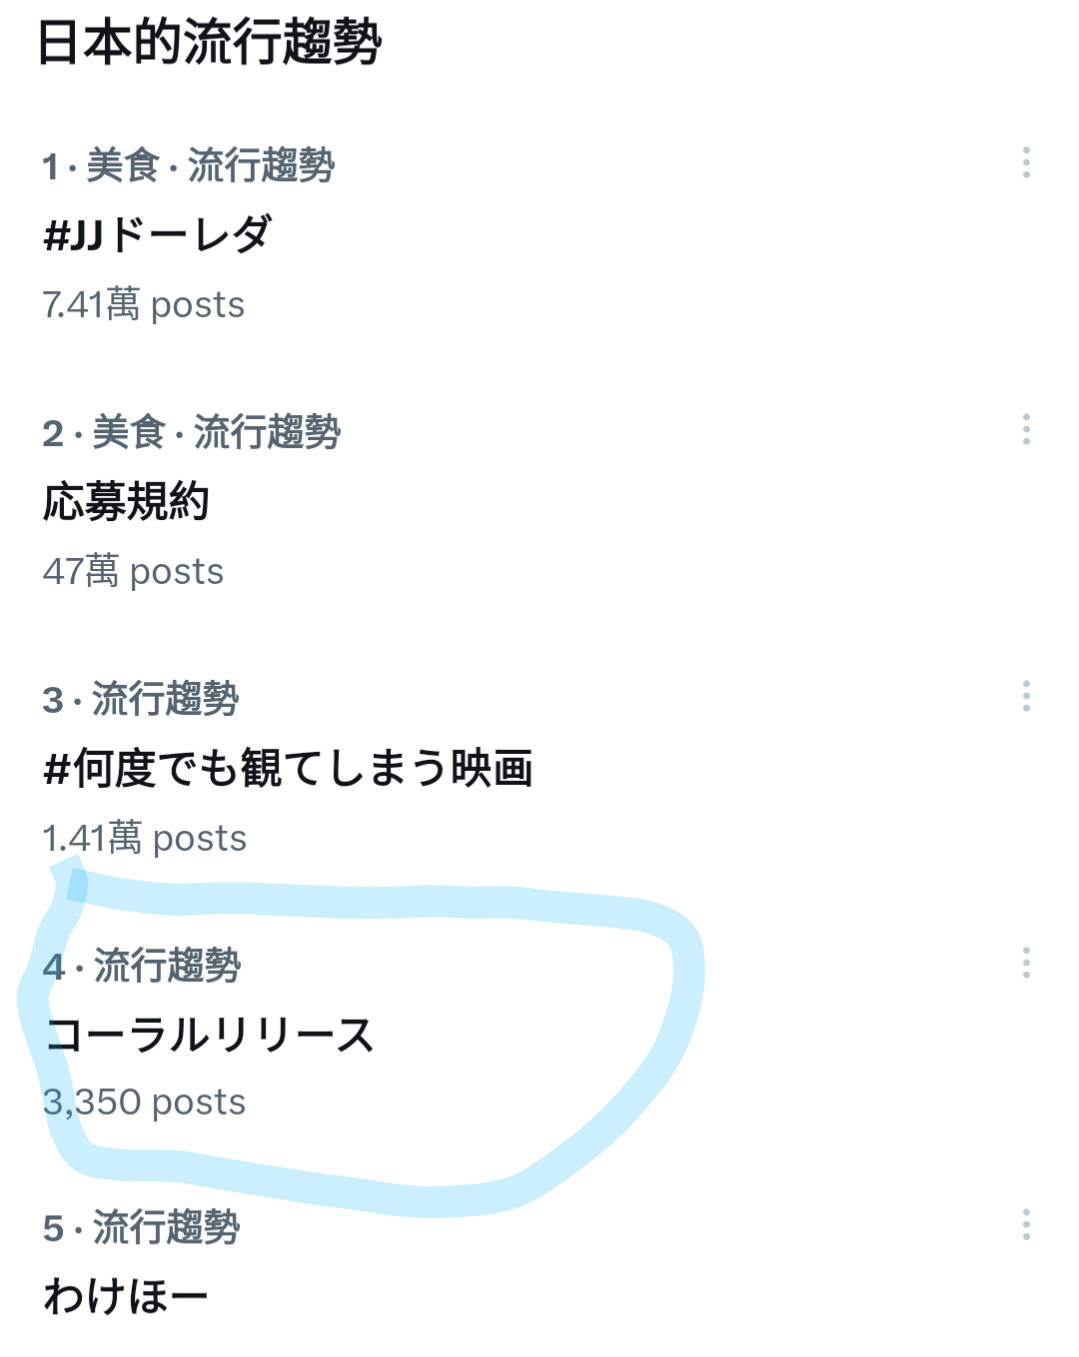 日本的流行趨勢
1 · 美食 · 流行趨勢
#JJドーレダ
7.41萬 posts
2 · 美食 · 流行趨勢
応募規約
47萬 posts
3 · 流行趨勢
#何度でも観てしまう映画
1.41萬 posts
4 · 流行趨勢
コーラルリリース
3,350 posts
5 · 流行趨勢
わけほー